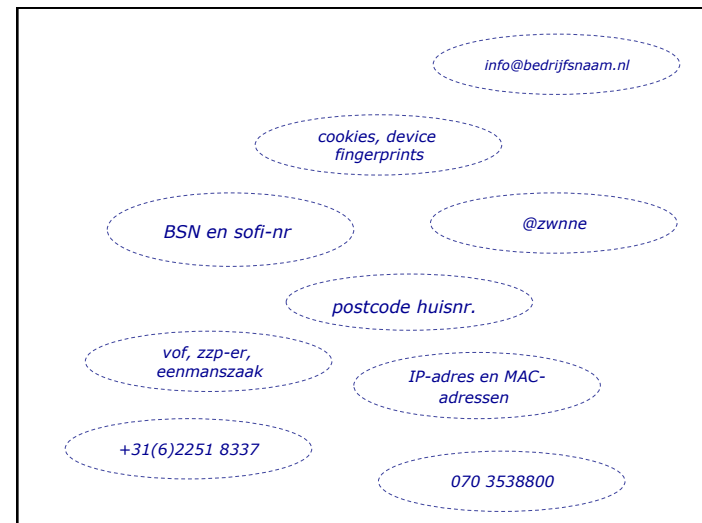 info@bedrijfsnaam.nl
cookies, device
fingerprints
BSN en sofi-nr
@zwnne
postcode huisnr.
vof, zzp-er,
eenmanszaak
IP-adres en MAC-
adressen
+31(6)2251 8337
070 3538800